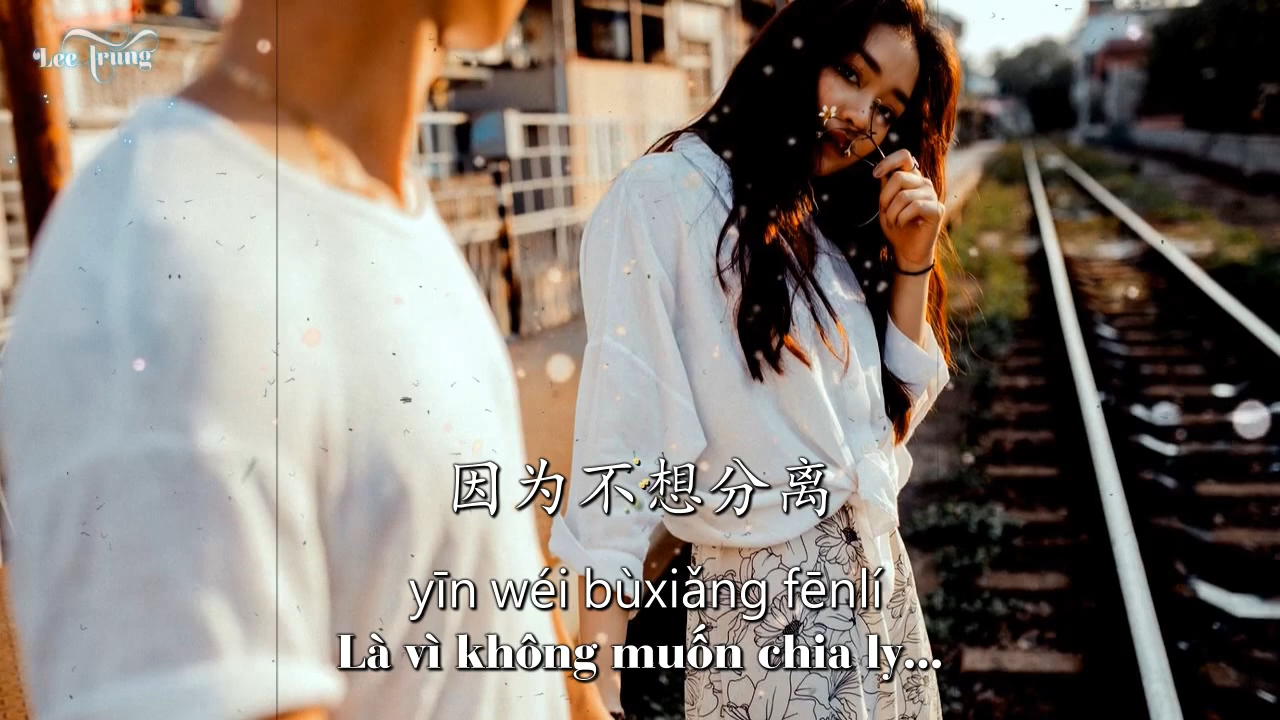 Lee Trung
因为不想分离
yīn wéi bùxiǎng fēnlí
Là vì không muốn chia ly...